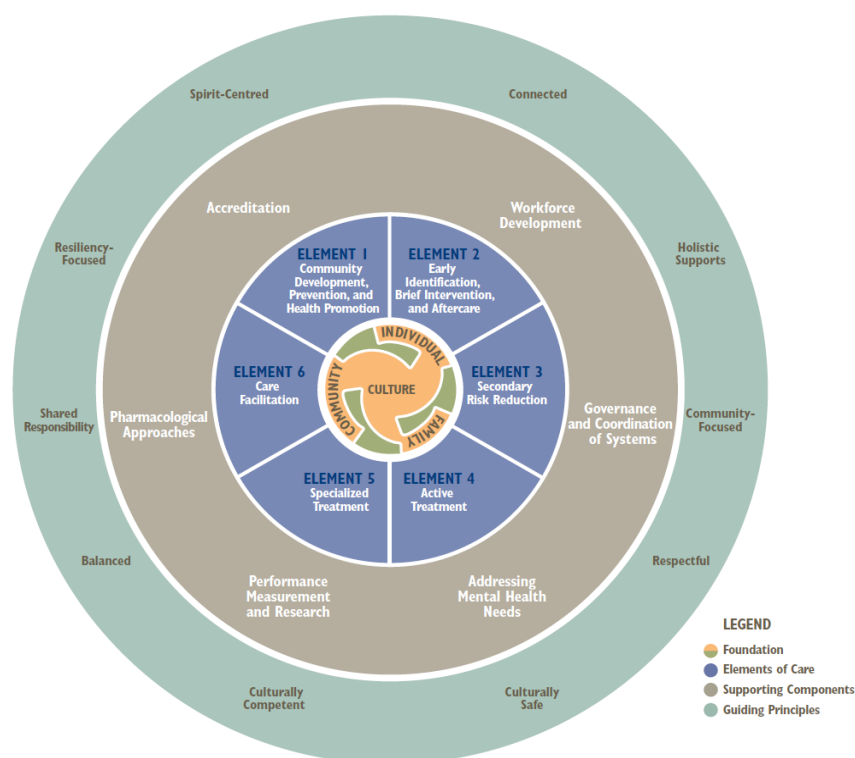 Spirit-Centred
Connected
Accreditation
Workforce
Development
Resiliency-
Focused
Holistic
Supports
ELEMENT 1
Community
Development,
Prevention, and
Health Promotion
ELEMENT 2
Early
Identification,
Brief Intervention,
and Aftercare
INDIVIDUAL
ELEMENT 6
Care
Facilitation
CULTURE
ELEMENT 3
Secondary
Risk Reduction
COMMUNITY
FAMILY
Shared
Responsibility
Pharmacological
Approaches
Governance
and Coordination
of Systems
Community-
Focused
ELEMENT 5
Specialized
Treatment
ELEMENT 4
Active
Treatment
Balanced
Respectful
Performance
Measurement
and Research
Addressing
Mental Health
Needs
Culturally
Competent
Culturally
Safe
LEGEND
Foundation
Elements of Care
Supporting Components
Guiding Principles